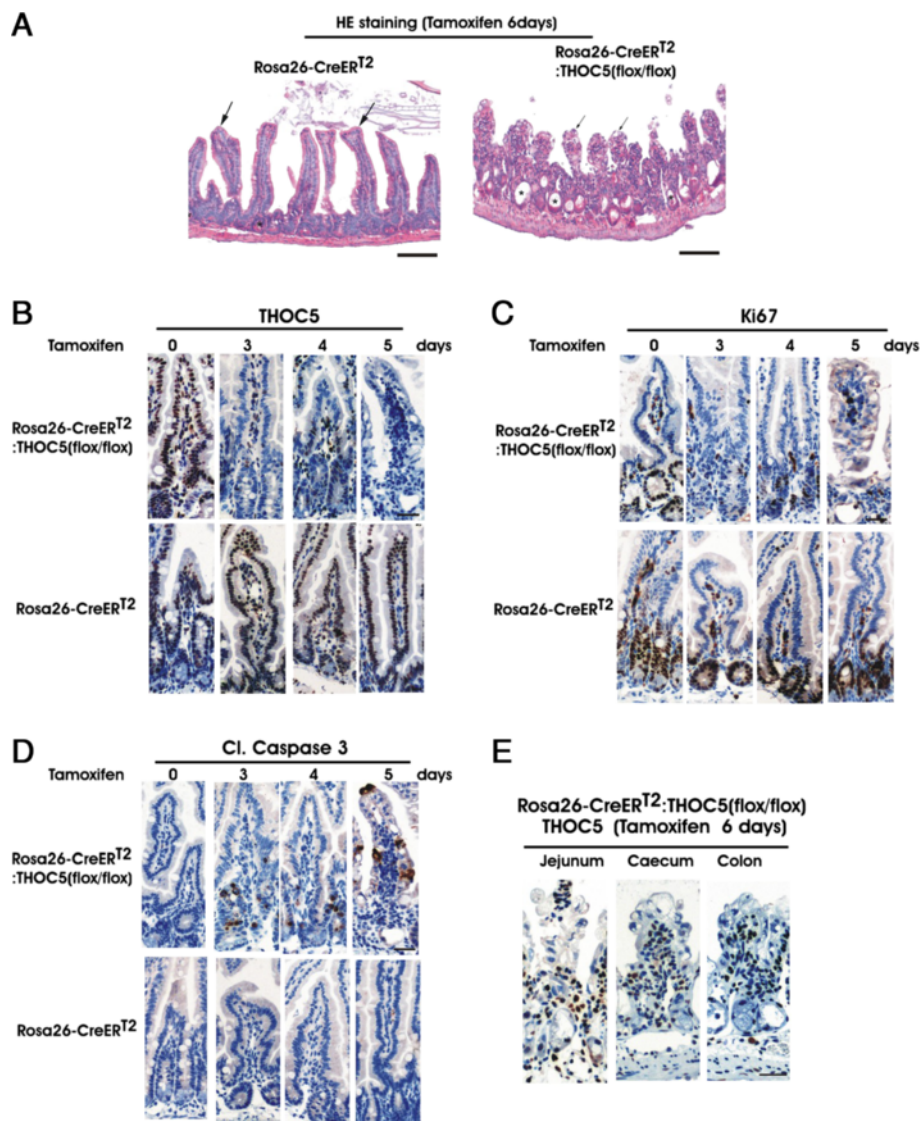 A
HE staining (Tamoxifen 6days)
Rosa26-CreERT2
Rosa26-CreERT2
:THOC5(flox/flox)
*
*
B
THOC5
Tamoxifen 0 3 4 5 days
Rosa26-CreERT2
:THOC5(flox/flox)
Rosa26-CreERT2
C
Ki67
Tamoxifen 0 3 4 5 days
Rosa26-CreERT2
:THOC5(flox/flox)
Rosa26-CreERT2
D
Cl. Caspase 3
Tamoxifen 0 3 4 5 days
Rosa26-CreERT2
:THOC5(flox/flox)
Rosa26-CreERT2
E
Rosa26-CreERT2:THOC5(flox/flox)
THOC5 (Tamoxifen 6 days)
Jejunum Caecum Colon